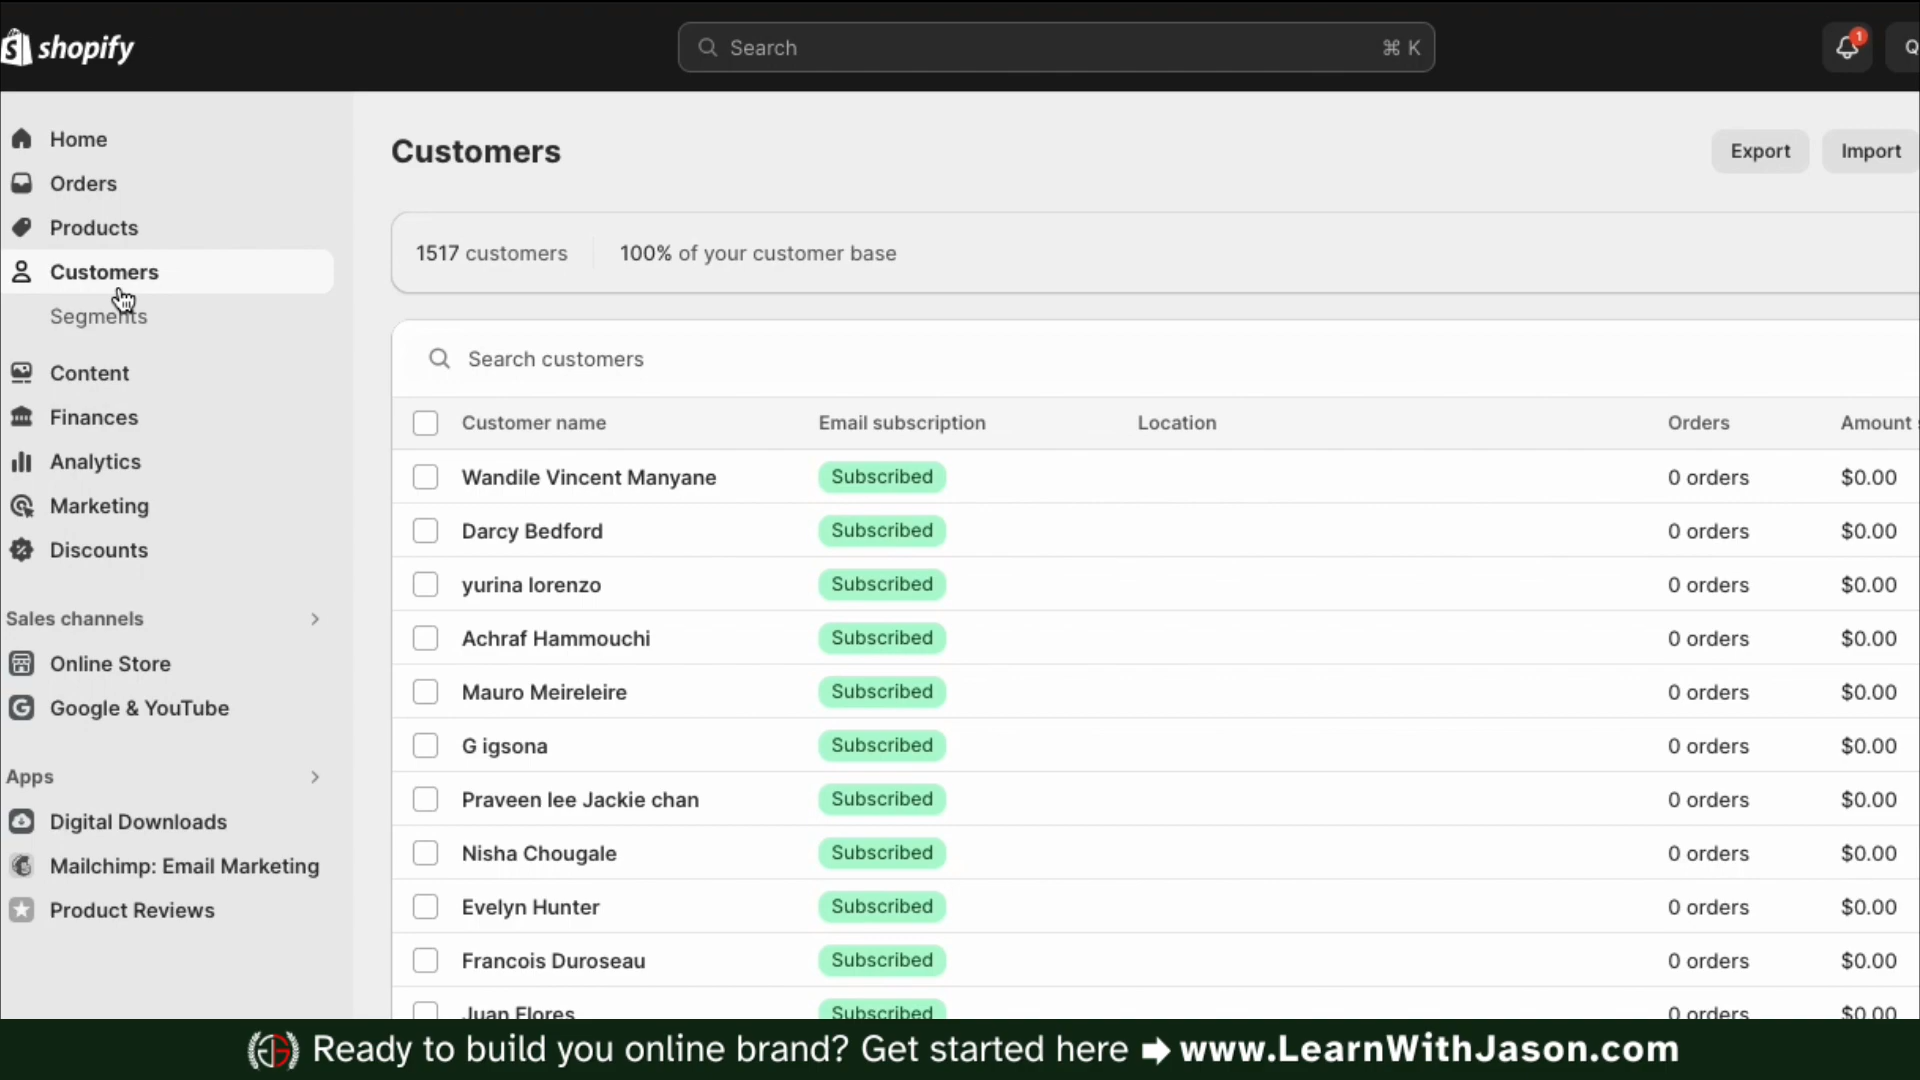 shopify
Search
⌘ K
1
Q
Home
Orders
Products
Customers
Segments
Content
Finances
Analytics
Marketing
Discounts
Sales channels
Online Store
Google & YouTube
Apps
Digital Downloads
Mailchimp: Email Marketing
Product Reviews
Customers
Export
Import
1517 customers
100% of your customer base
Search customers
Customer name Email subscription Location Orders Amount
Wandile Vincent Manyane Subscribed 0 orders $0.00
Darcy Bedford Subscribed 0 orders $0.00
yurina lorenzo Subscribed 0 orders $0.00
Achraf Hammouchi Subscribed 0 orders $0.00
Mauro Meireleire Subscribed 0 orders $0.00
G igsona Subscribed 0 orders $0.00
Praveen lee Jackie chan Subscribed 0 orders $0.00
Nisha Chougale Subscribed 0 orders $0.00
Evelyn Hunter Subscribed 0 orders $0.00
Francois Duroseau Subscribed 0 orders $0.00
Juan Flores Subscribed 0 orders $0.00
Ready to build you online brand? Get started here ➡ www.LearnWithJason.com